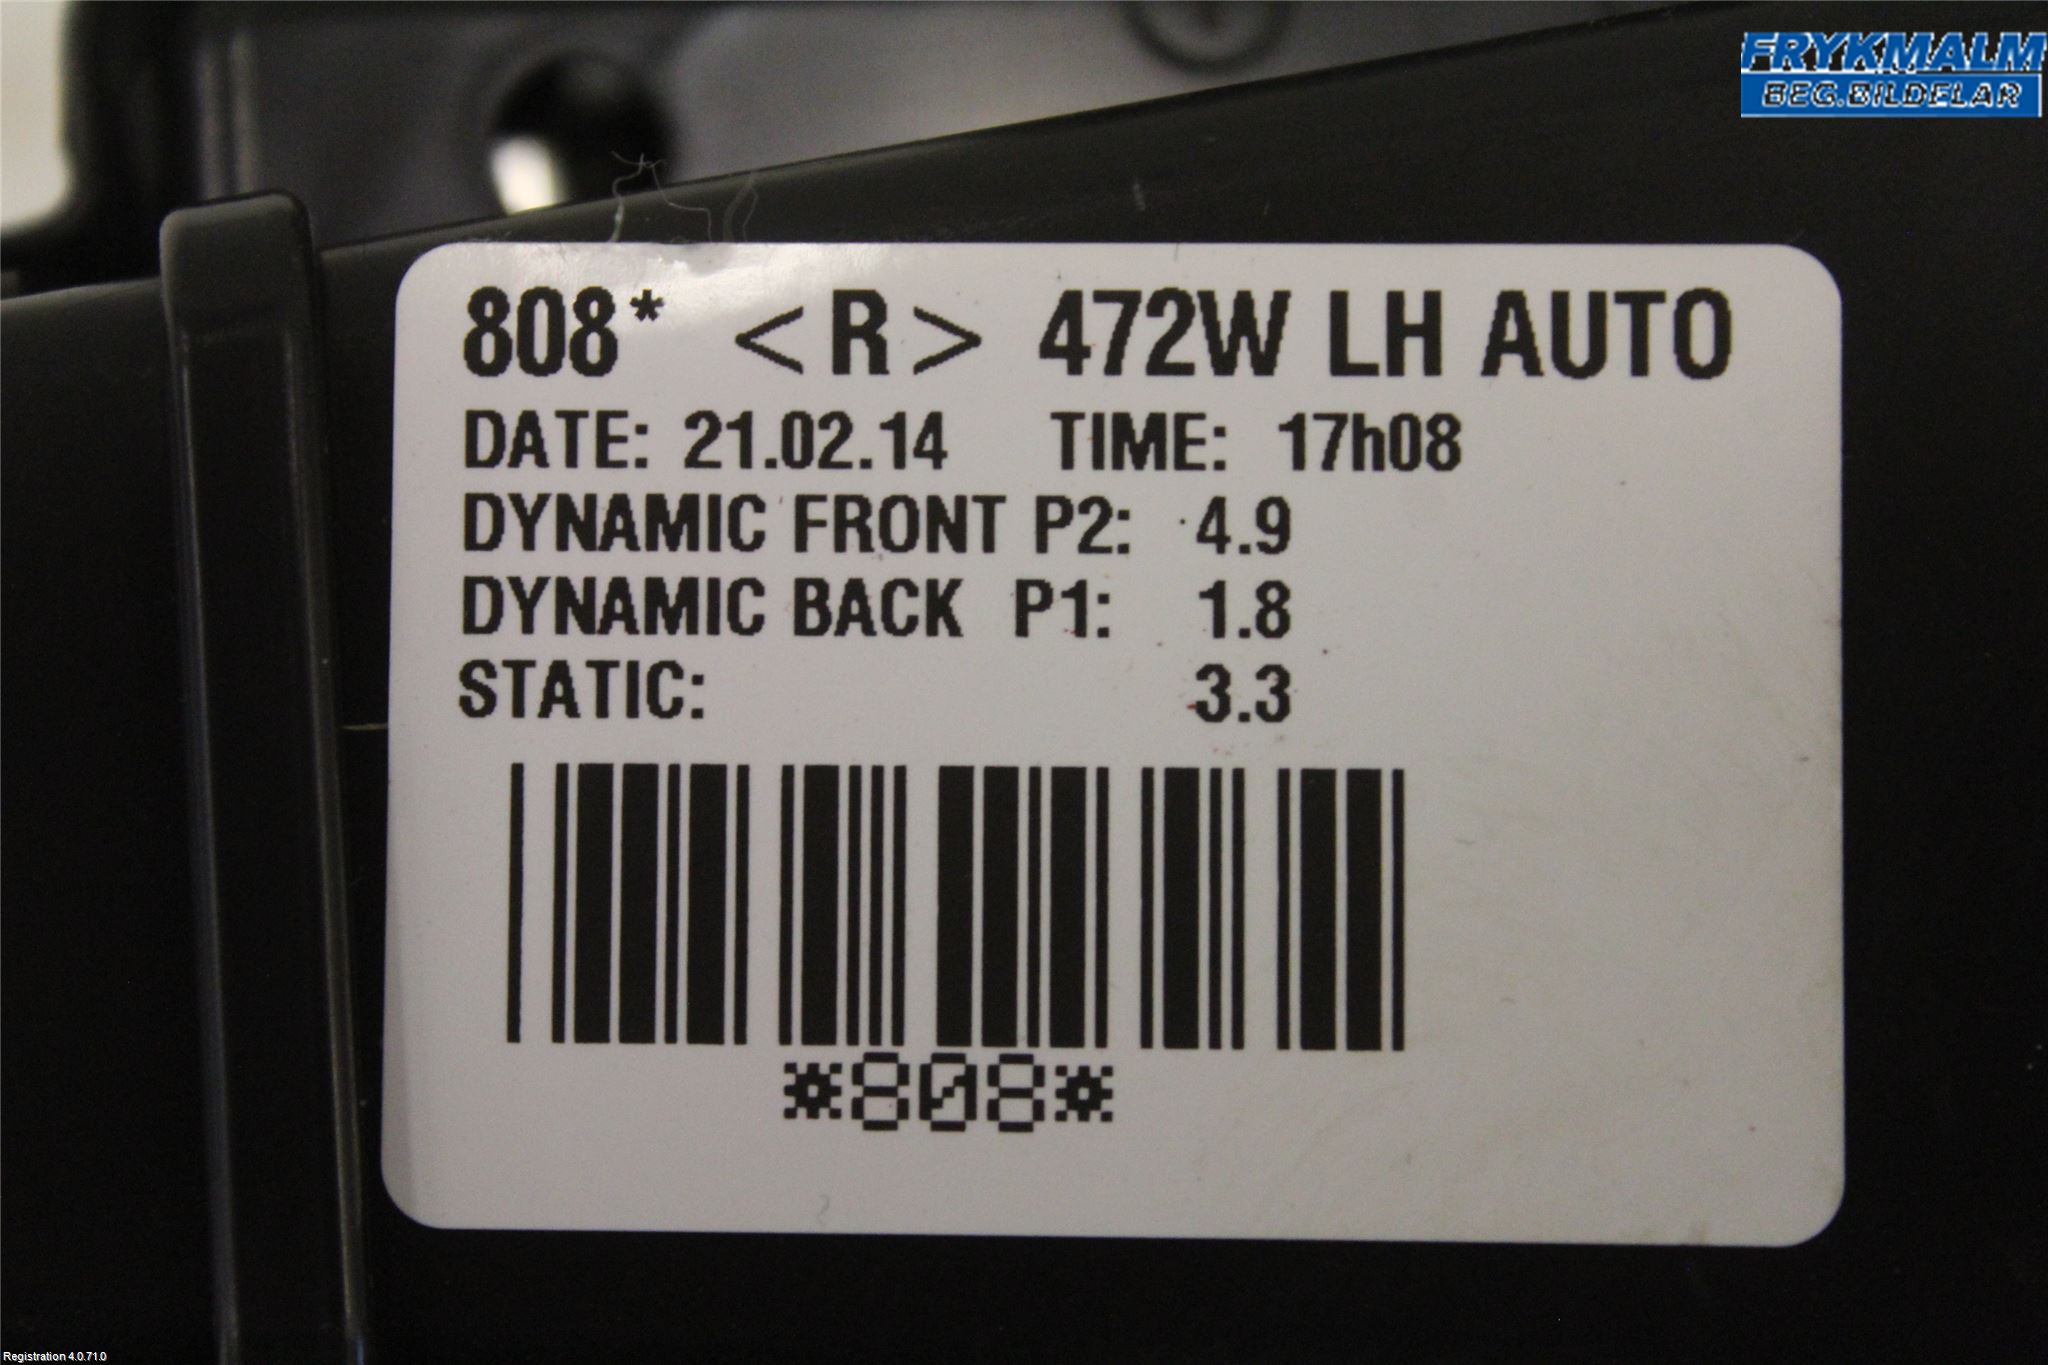 FRYKMALM
BEG.BILDELAR
808* <R> 472W LH AUTO
DATE: 21.02.14 TIME: 17h08
DYNAMIC FRONT P2: 4.9
DYNAMIC BACK P1: 1.8
STATIC: 3.3
*808*
Registration 4.0.71.0